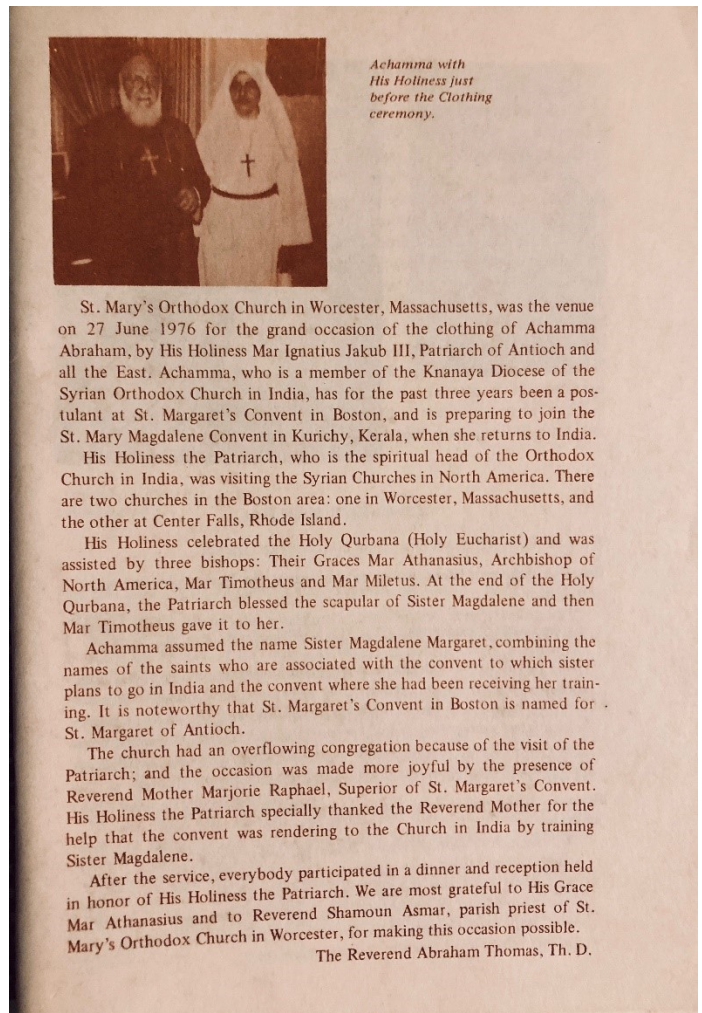 Achamma with
His Holiness just
before the Clothing
ceremony.
St. Mary's Orthodox Church in Worcester, Massachusetts, was the venue
on 27 June 1976 for the grand occasion of the clothing of Achamma
Abraham, by His Holiness Mar Ignatius Jakub III, Patriarch of Antioch and
all the East. Achamma, who is a member of the Knanaya Diocese of the
Syrian Orthodox Church in India, has for the past three years been a pos-
tulant at St. Margaret's Convent in Boston, and is preparing to join the
St. Mary Magdalene Convent in Kurichy, Kerala, when she returns to India.
His Holiness the Patriarch, who is the spiritual head of the Orthodox
Church in India, was visiting the Syrian Churches in North America. There
are two churches in the Boston area: one in Worcester, Massachusetts, and
the other at Center Falls, Rhode Island.
His Holiness celebrated the Holy Qurbana (Holy Eucharist) and was
assisted by three bishops: Their Graces Mar Athanasius, Archbishop of
North America, Mar Timotheus and Mar Miletus. At the end of the Holy
Qurbana, the Patriarch blessed the scapular of Sister Magdalene and then
Mar Timotheus gave it to her.
Achamma assumed the name Sister Magdalene Margaret, combining the
names of the saints who are associated with the convent to which sister
plans to go in India and the convent where she had been receiving her train-
ing. It is noteworthy that St. Margaret's Convent in Boston is named for
St. Margaret of Antioch.
The church had an overflowing congregation because of the visit of the
Patriarch; and the occasion was made more joyful by the presence of
Reverend Mother Marjorie Raphael, Superior of St. Margaret's Convent.
His Holiness the Patriarch specially thanked the Reverend Mother for the
help that the convent was rendering to the Church in India by training
Sister Magdalene.
After the service, everybody participated in a dinner and reception held
in honor of His Holiness the Patriarch. We are most grateful to His Grace
Mar Athanasius and to Reverend Shamoun Asmar, parish priest of St.
Mary's Orthodox Church in Worcester, for making this occasion possible.
The Reverend Abraham Thomas, Th. D.